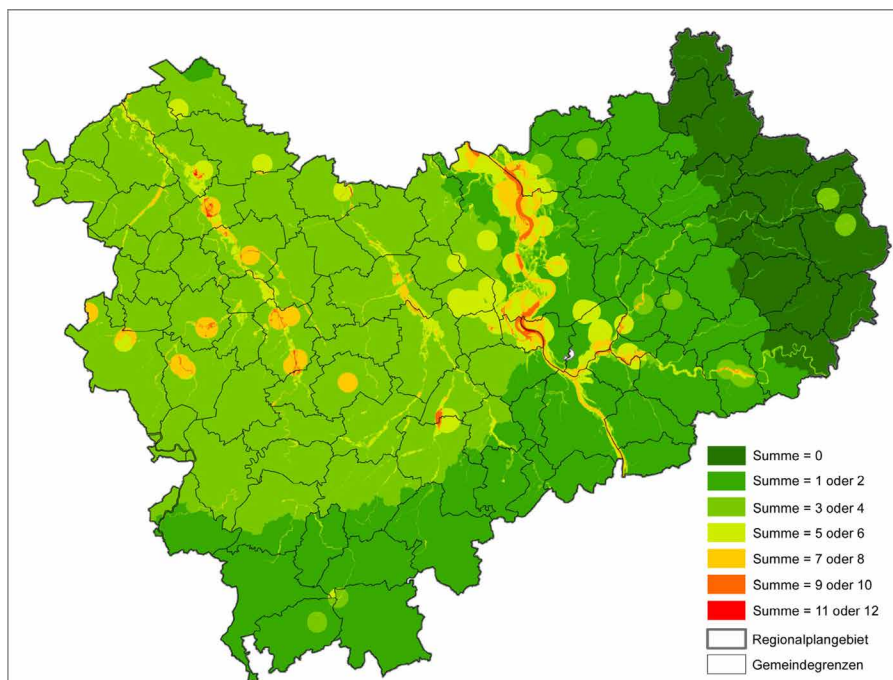 Summe = 0
Summe = 1 oder 2
Summe = 3 oder 4
Summe = 5 oder 6
Summe = 7 oder 8
Summe = 9 oder 10
Summe = 11 oder 12
Regionalplangebiet
Gemeindegrenzen